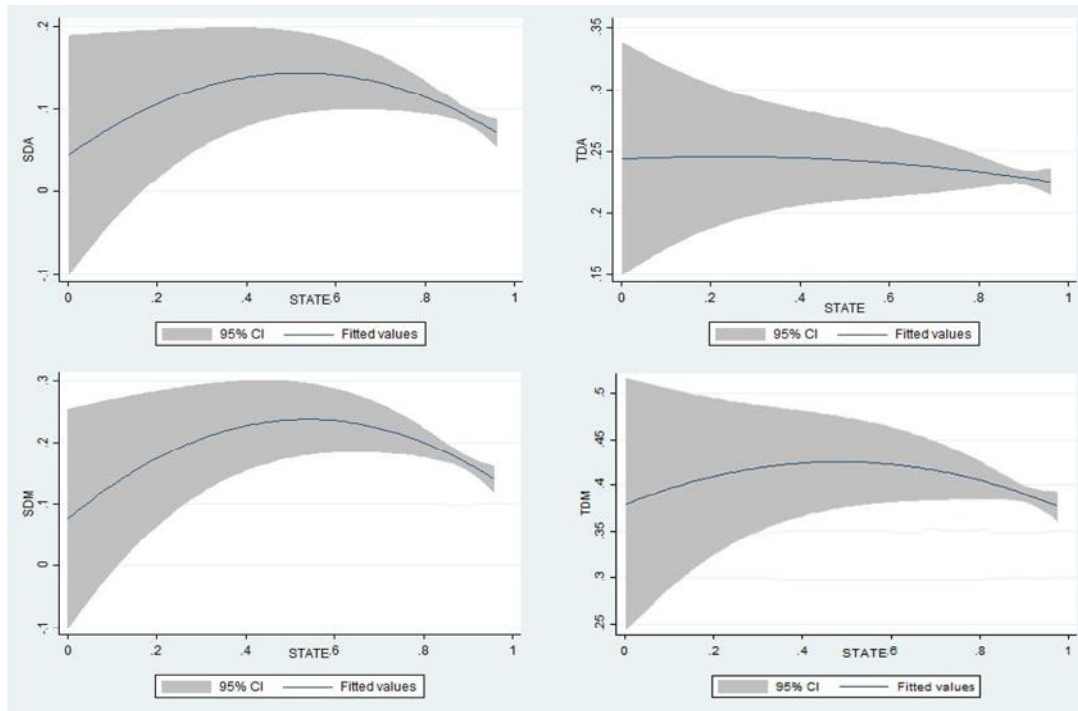 SDA
.2
.1
0
-.1
0 .2 .4 STATE .6 .8 1
95% CI Fitted values
TDA
.35
.3
.25
.2
.15
0 .2 .4 .6 .8 1
STATE
95% CI Fitted values
SDM
.3
.2
.1
0
-.1
0 .2 .4 STATE .6 .8 1
95% CI Fitted values
TDM
.5
.45
.4
.35
.3
.25
0 .2 .4 STATE .6 .8 1
95% CI Fitted values